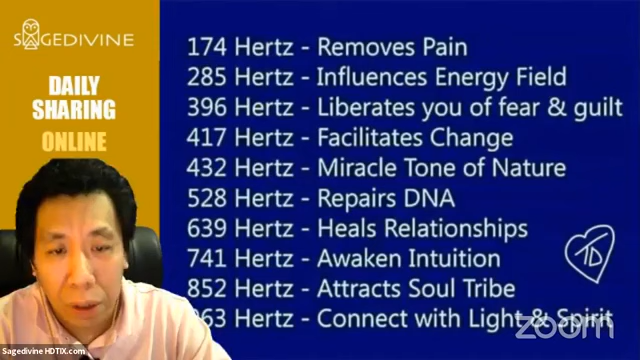 SAGEDIVINE
DAILY
SHARING
ONLINE
174 Hertz - Removes Pain
285 Hertz - Influences Energy Field
396 Hertz - Liberates you of fear & guilt
417 Hertz - Facilitates Change
432 Hertz - Miracle Tone of Nature
528 Hertz - Repairs DNA
639 Hertz - Heals Relationships
741 Hertz - Awaken Intuition
852 Hertz - Attracts Soul Tribe
63 Hertz - Connect with Light & Spirit
TD
zoom
Sagedivine HDTIX.com